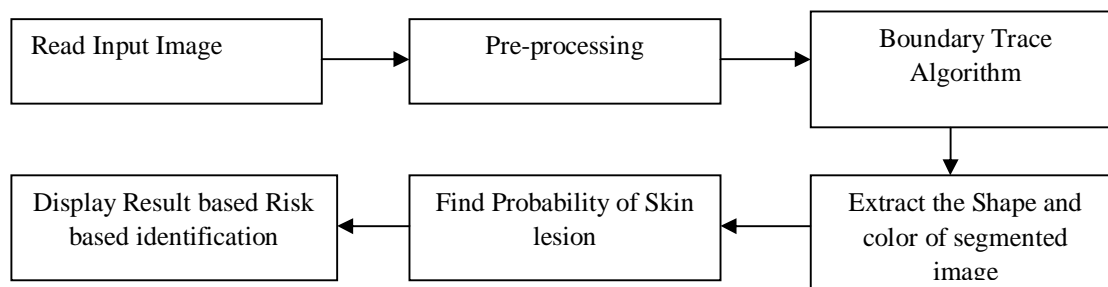 Read Input Image
Pre-processing
Boundary Trace
Algorithm
Extract the Shape and
color of segmented
image
Find Probability of Skin
lesion
Display Result based Risk
based identification